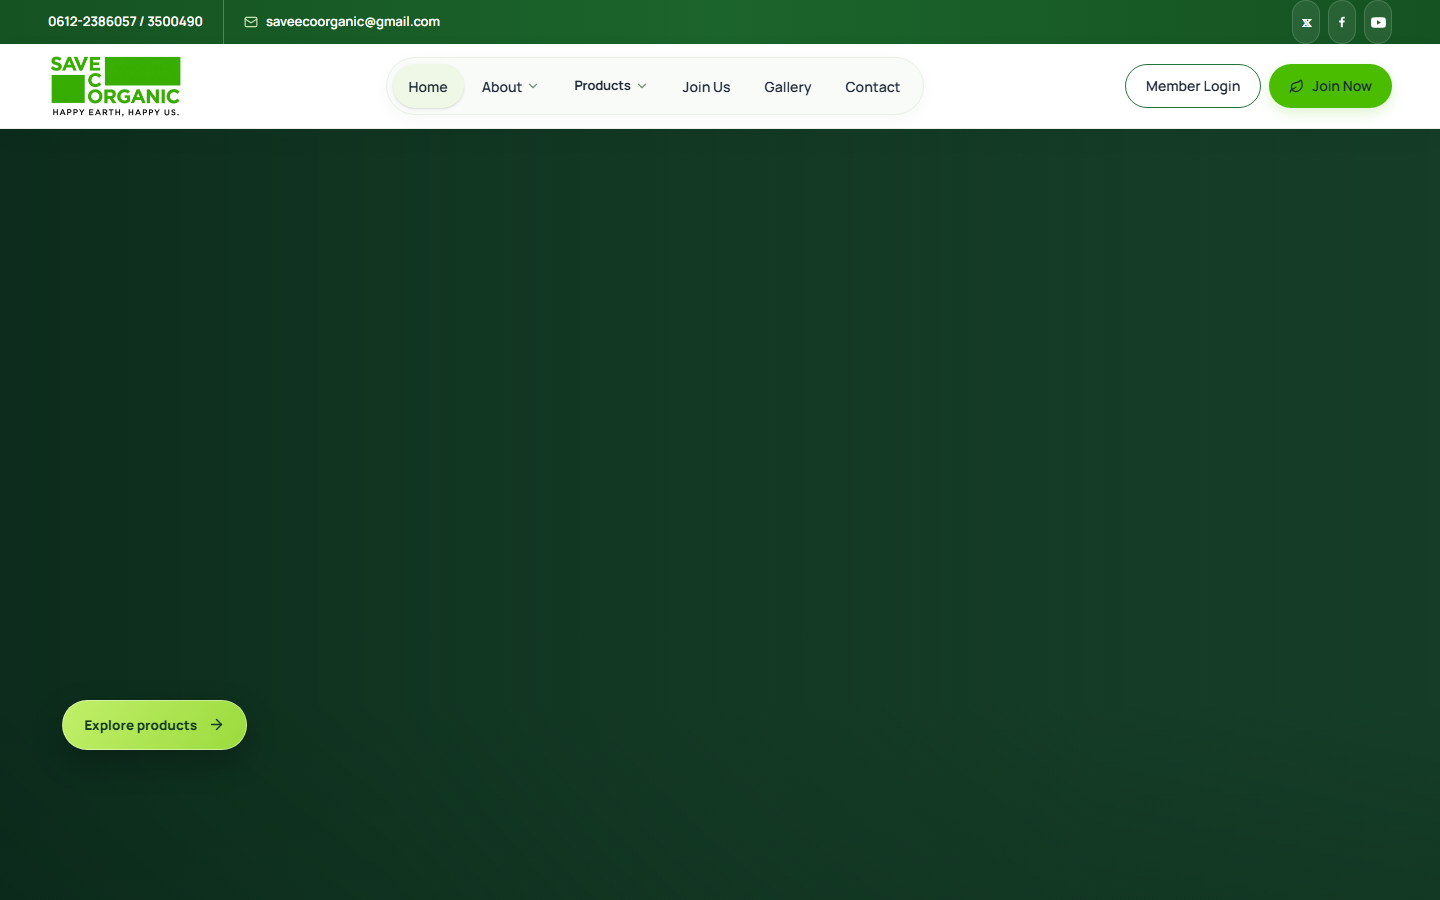 0612-2386057 / 3500490
saveecoorganic@gmail.com
SAVE
C
ORGANIC
HAPPY EARTH, HAPPY US.
Home
About
Products
Join Us
Gallery
Contact
Member Login
Join Now
Explore products